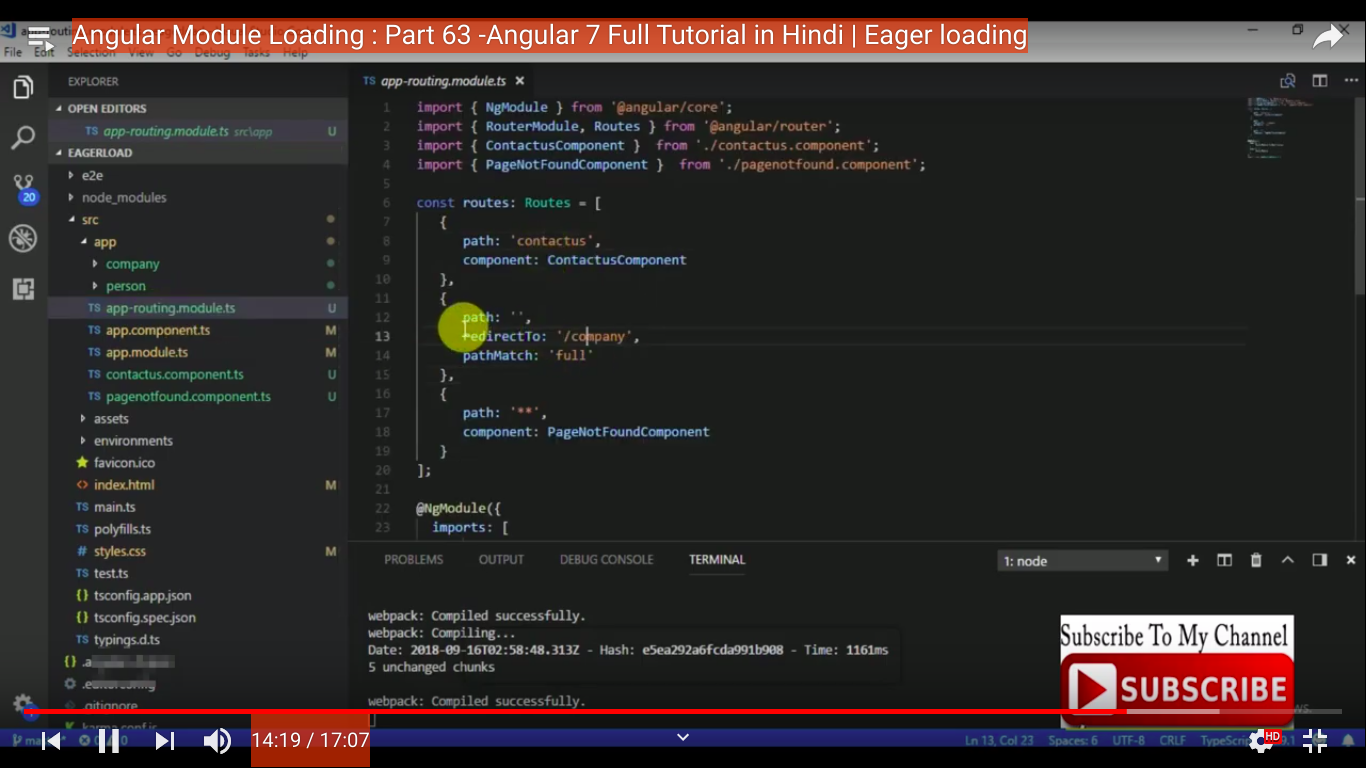 Angular Module Loading : Part 63 -Angular 7 Full Tutorial in Hindi | Eager loading
File Edit Selection View Go Debug Tasks Help
EXPLORER
OPEN EDITORS
TS app-routing.module.ts src\app U
EAGERLOAD
20
e2e
node_modules
src
app
company
person
TS app-routing.module.ts U
TS app.component.ts M
TS app.module.ts M
TS contactus.component.ts U
TS pagenotfound.component.ts U
assets
environments
favicon.ico
<> index.html M
TS main.ts
TS polyfills.ts
# styles.css M
TS test.ts
{} tsconfig.app.json
{} tsconfig.spec.json
TS typings.d.ts
{}
.editorconfig
.gitignore
karma.conf.js
TS app-routing.module.ts ×
1 import { NgModule } from '@angular/core';
2 import { RouterModule, Routes } from '@angular/router';
3 import { ContactusComponent }  from './contactus.component';
4 import { PageNotFoundComponent }  from './pagenotfound.component';
5
6 const routes: Routes = [
7 {
8 path: 'contactus',
9 component: ContactusComponent
10 },
11 {
12 path: '',
13 redirectTo: '/company',
14 pathMatch: 'full'
15 },
16 {
17 path: '**',
18 component: PageNotFoundComponent
19 }
20 ];
21
22 @NgModule({
23 imports: [
PROBLEMS OUTPUT DEBUG CONSOLE TERMINAL 1: node
webpack: Compiled successfully.
webpack: Compiling...
Date: 2018-09-16T02:58:48.313Z - Hash: e5ea292a6fcda991b908 - Time: 1161ms
5 unchanged chunks
webpack: Compiled successfully.
Subscribe To My Channel
SUBSCRIBE
14:19 / 17:07
Ln 13, Col 23 Spaces: 6 UTF-8 CRLF
HD